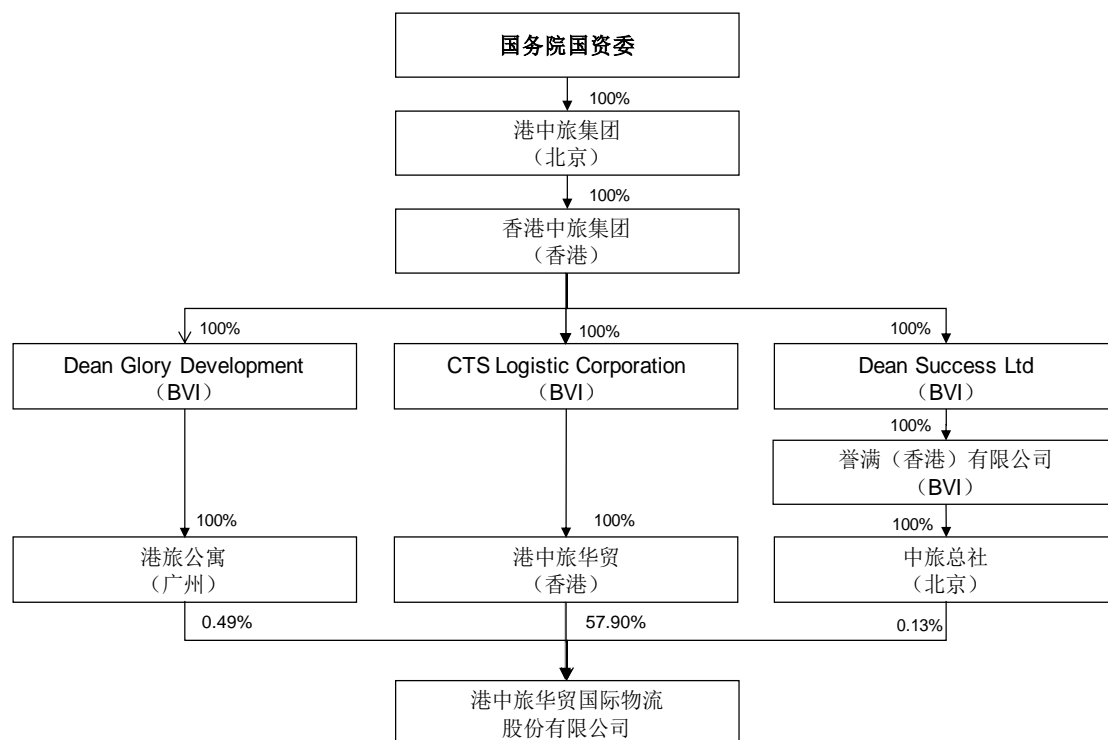 国务院国资委
100%
港中旅集团
（北京）
100%
香港中旅集团
（香港）
100%
100%
100%
Dean Glory Development
（BVI）
CTS Logistic Corporation
（BVI）
Dean Success Ltd
（BVI）
100%
誉满（香港）有限公司
（BVI）
100%
100%
100%
港旅公寓
（广州）
港中旅华贸
（香港）
中旅总社
（北京）
0.49%
57.90%
0.13%
港中旅华贸国际物流
股份有限公司